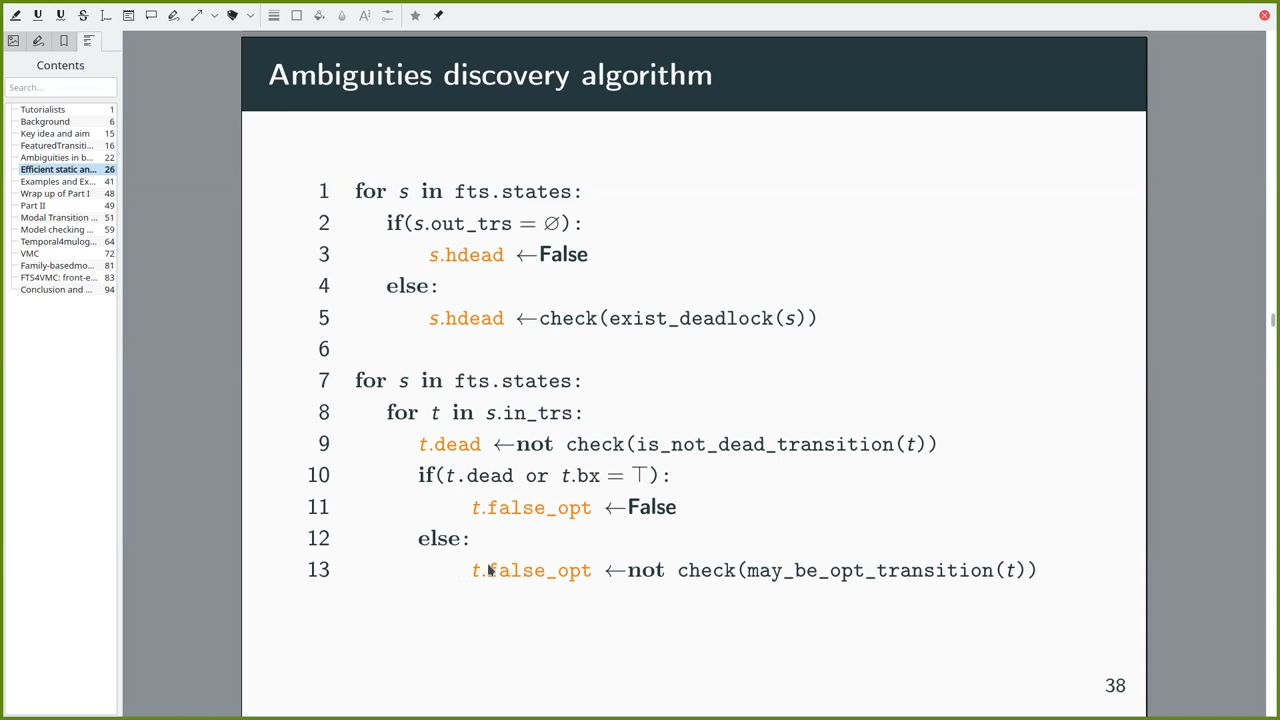 Contents
Search...
Tutorialists 1
Background 6
Key idea and aim 15
FeaturedTransiti... 16
Ambiguities in b... 22
Efficient static an... 26
Examples and Ex... 41
Wrap up of Part I 48
Part II 49
Modal Transition ... 51
Model checking ... 59
Temporal4mulog... 64
VMC 72
Family-basedmo... 81
FTS4VMC: front-e... 83
Conclusion and ... 94
Ambiguities discovery algorithm
1 for s in fts.states:
2 if(s.out_trs = ∅):
3 s.hdead ←False
4 else:
5 s.hdead ←check(exist_deadlock(s))
6
7 for s in fts.states:
8 for t in s.in_trs:
9 t.dead ←not check(is_not_dead_transition(t))
10 if(t.dead or t.bx = ⊤):
11 t.false_opt ←False
12 else:
13 t.false_opt ←not check(may_be_opt_transition(t))
38